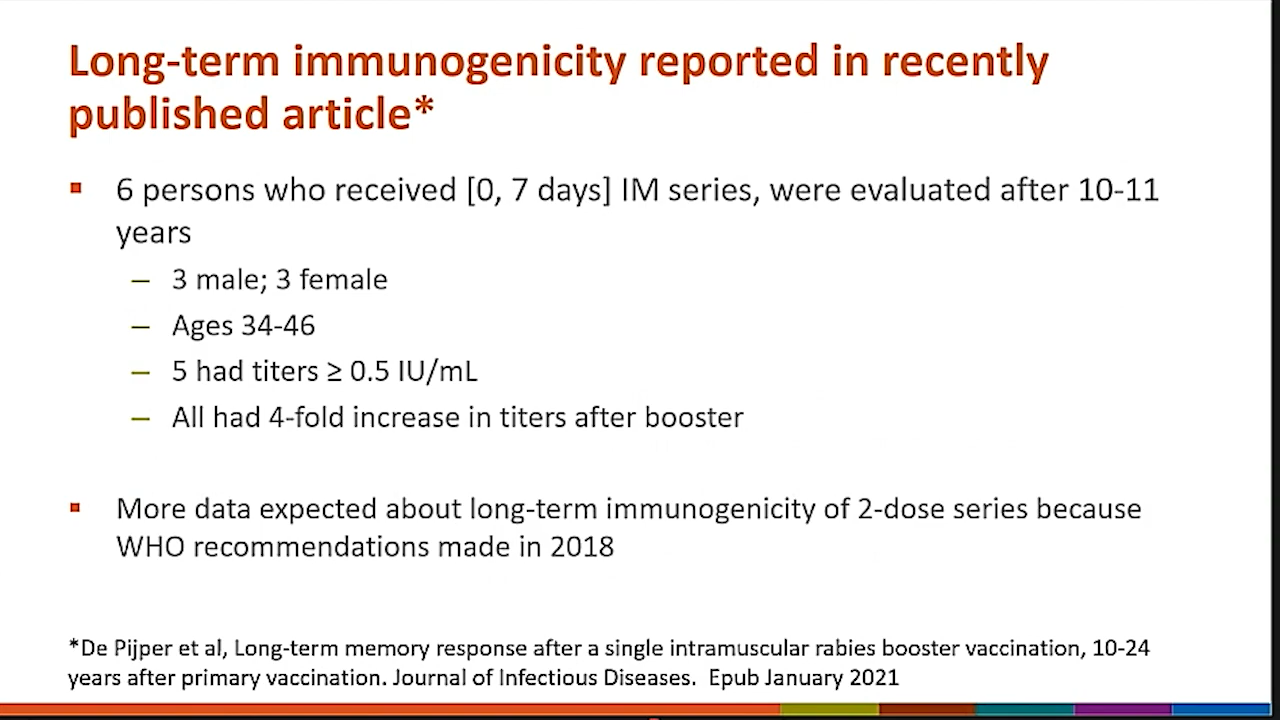 Long-term immunogenicity reported in recently
published article*
▪ 6 persons who received [0, 7 days] IM series, were evaluated after 10-11
years
– 3 male; 3 female
– Ages 34-46
– 5 had titers ≥ 0.5 IU/mL
– All had 4-fold increase in titers after booster
▪ More data expected about long-term immunogenicity of 2-dose series because
WHO recommendations made in 2018
*De Pijper et al, Long-term memory response after a single intramuscular rabies booster vaccination, 10-24
years after primary vaccination. Journal of Infectious Diseases. Epub January 2021